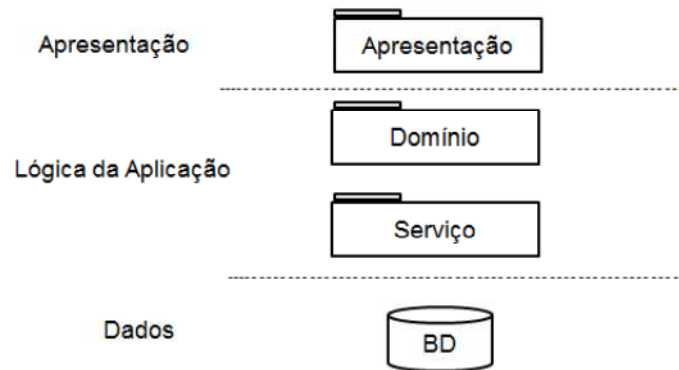 Apresentação
Apresentação
Domínio
Lógica da Aplicação
Serviço
Dados
BD